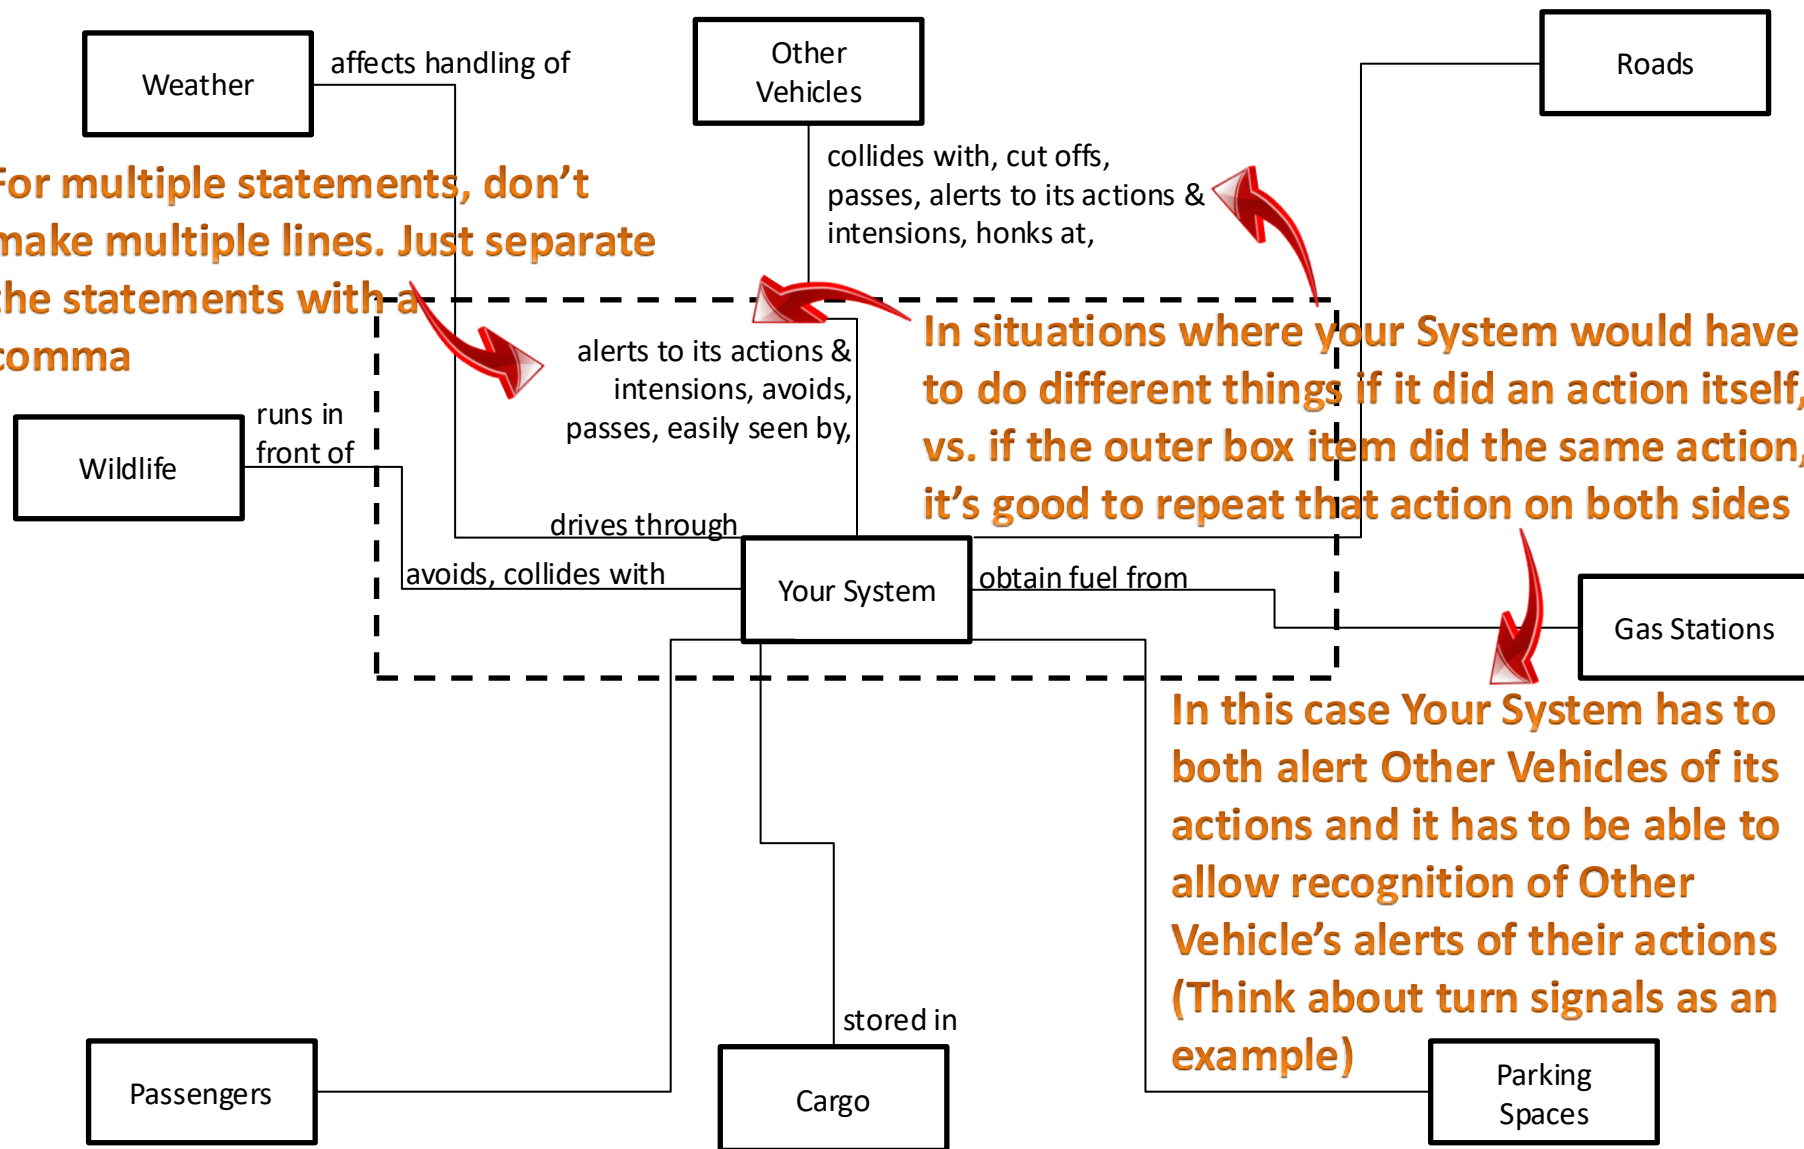 Weather
affects handling of
Other
Vehicles
Roads
collides with, cut offs,
passes, alerts to its actions &
intensions, honks at,
For multiple statements, don’t
make multiple lines. Just separate
the statements with a
comma
alerts to its actions &
intensions, avoids,
passes, easily seen by,
In situations where your System would have
to do different things if it did an action itself,
vs. if the outer box item did the same action,
it’s good to repeat that action on both sides
Wildlife
runs in
front of
drives through
avoids, collides with
Your System
obtain fuel from
Gas Stations
In this case Your System has to
both alert Other Vehicles of its
actions and it has to be able to
allow recognition of Other
Vehicle’s alerts of their actions
(Think about turn signals as an
example)
Passengers
stored in
Cargo
Parking
Spaces